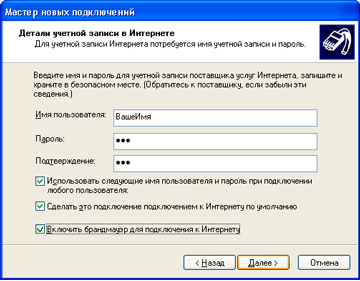 Мастер новых подключений
Детали учетной записи в Интернете
Для учетной записи Интернета потребуется имя учетной записи и пароль.
Введите имя и пароль для учетной записи поставщика услуг Интернета, запишите и
храните в безопасном месте. (Обратитесь к поставщику, если забыли эти
сведения.)
Имя пользователя: ВашеИмя
Пароль: •••
Подтверждение: •••
Использовать следующие имя пользователя и пароль при подключении
любого пользователя:
Сделать это подключение подключением к Интернету по умолчанию
Включить брандмауэр для подключения к Интернету
< Назад Далее > Отмена